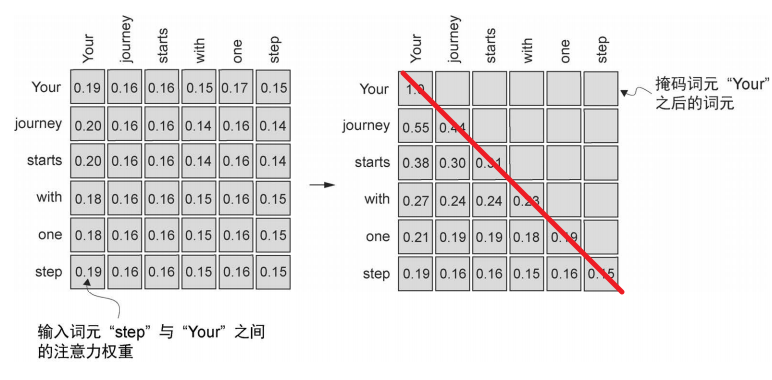 Your journey starts with one step
Your 0.19 0.16 0.16 0.15 0.17 0.15
journey 0.20 0.16 0.16 0.14 0.16 0.14
starts 0.20 0.16 0.16 0.14 0.16 0.14
with 0.18 0.16 0.16 0.15 0.16 0.15
one 0.18 0.16 0.16 0.15 0.16 0.15
step 0.19 0.16 0.16 0.15 0.16 0.15
输入词元 “step” 与 “Your” 之间
的注意力权重
Your journey starts with one step
Your 1.0
journey 0.55 0.44
starts 0.38 0.30 0.31
with 0.27 0.24 0.24 0.23
one 0.21 0.19 0.19 0.18 0.19
step 0.19 0.16 0.16 0.15 0.16 0.15
掩码词元 “Your”
之后的词元